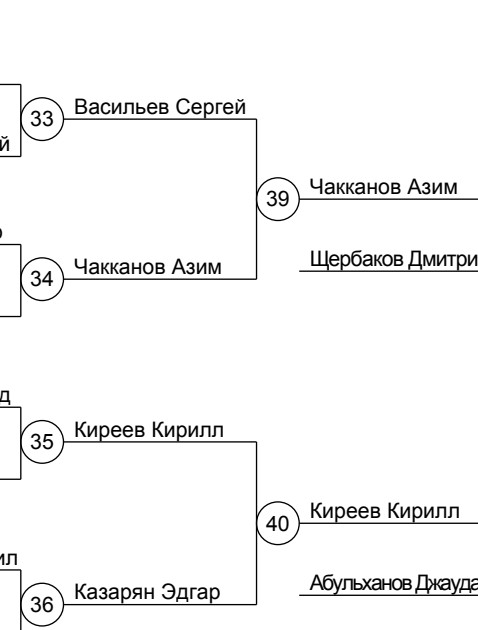 33 Васильев Сергей
й
39 Чакканов Азим
Щербаков Дмитри
34 Чакканов Азим
д
35 Киреев Кирилл
40 Киреев Кирилл
ил
Абульханов Джауда
36 Казарян Эдгар